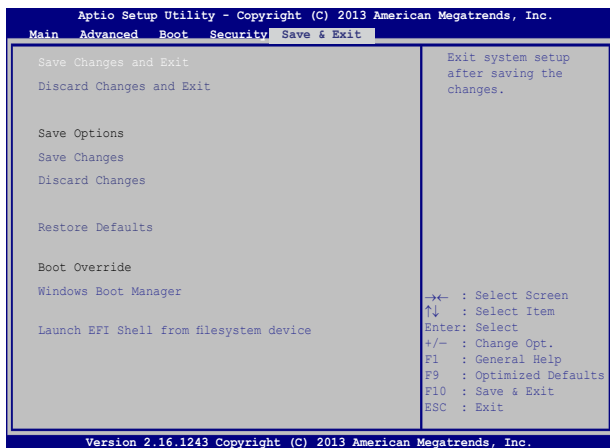 Aptio Setup Utility - Copyright (C) 2013 American Megatrends, Inc.
Main Advanced Boot Security Save & Exit
Save Changes and Exit
Discard Changes and Exit
Save Options
Save Changes
Discard Changes
Restore Defaults
Boot Override
Windows Boot Manager
Launch EFI Shell from filesystem device
Exit system setup
after saving the
changes.
→← : Select Screen
↑↓ : Select Item
Enter: Select
+/— : Change Opt.
F1 : General Help
F9 : Optimized Defaults
F10 : Save & Exit
ESC : Exit
Version 2.16.1243 Copyright (C) 2013 American Megatrends, Inc.